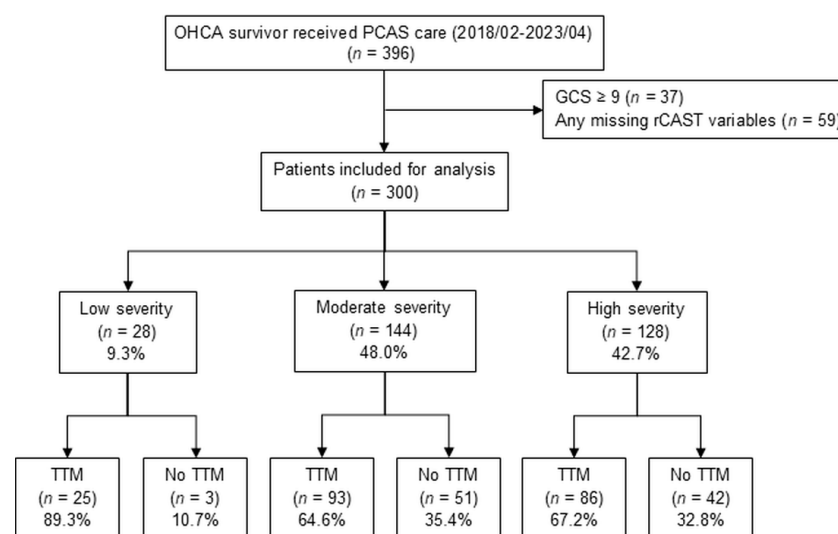 OHCA survivor received PCAS care (2018/02-2023/04)
(n = 396)
GCS ≥ 9 (n = 37)
Any missing rCAST variables (n = 59)
Patients included for analysis
(n = 300)
Low severity
(n = 28)
9.3%
Moderate severity
(n = 144)
48.0%
High severity
(n = 128)
42.7%
TTM
(n = 25)
89.3%
No TTM
(n = 3)
10.7%
TTM
(n = 93)
64.6%
No TTM
(n = 51)
35.4%
TTM
(n = 86)
67.2%
No TTM
(n = 42)
32.8%